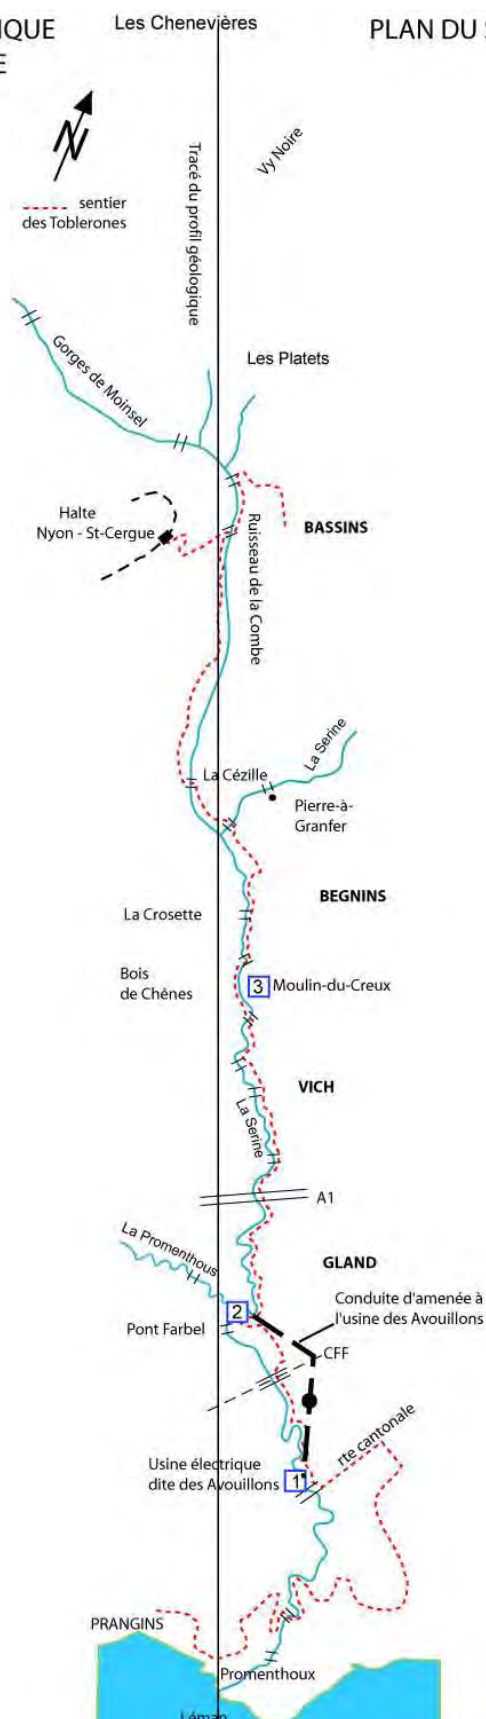 IQUE
E
Les Chenevières
PLAN DU S
N
Vy Noire
sentier
des Toblerones
Tracé du profil géologique
Les Platets
Gorges de Moinsel
Halte
Nyon - St-Cergue
BASSINS
Ruisseau de la Combe
La Serine
La Cézille
Pierre-à-
Granfer
BEGNINS
La Crosette
Bois
de Chênes
3 Moulin-du-Creux
VICH
La Serine
A1
La Promenthous
GLAND
Conduite d'amenée à
l'usine des Avouillons
2
Pont Farbel
CFF
rte cantonale
Usine électrique
dite des Avouillons
1
PRANGINS
Promenthoux
Léman